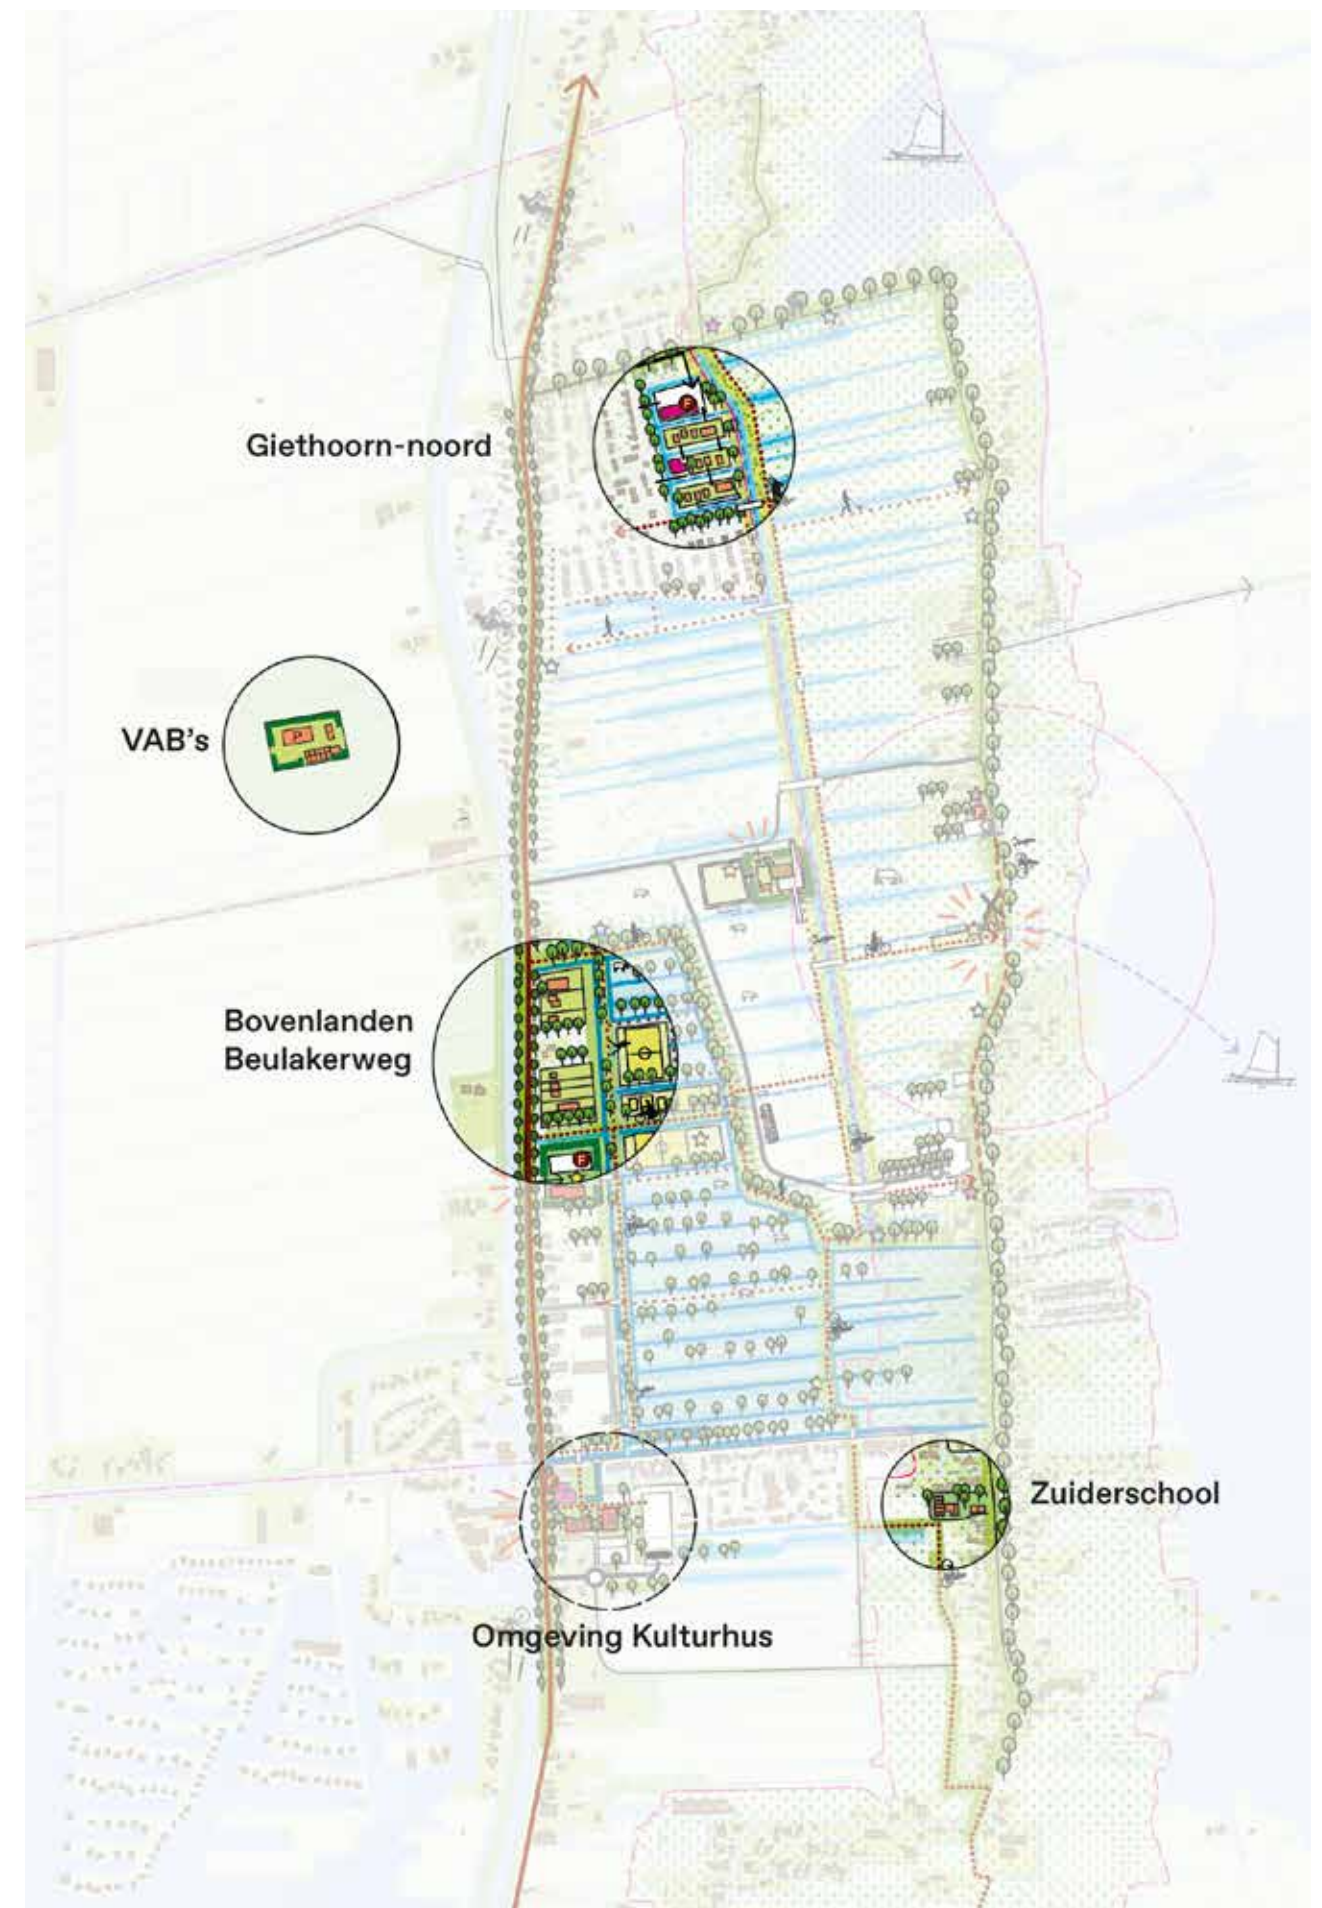 Giethoorn-noord
F
VAB's
P
Bovenlanden
Beulakerweg
F
Zuiderschool
Omgeving Kulturhus